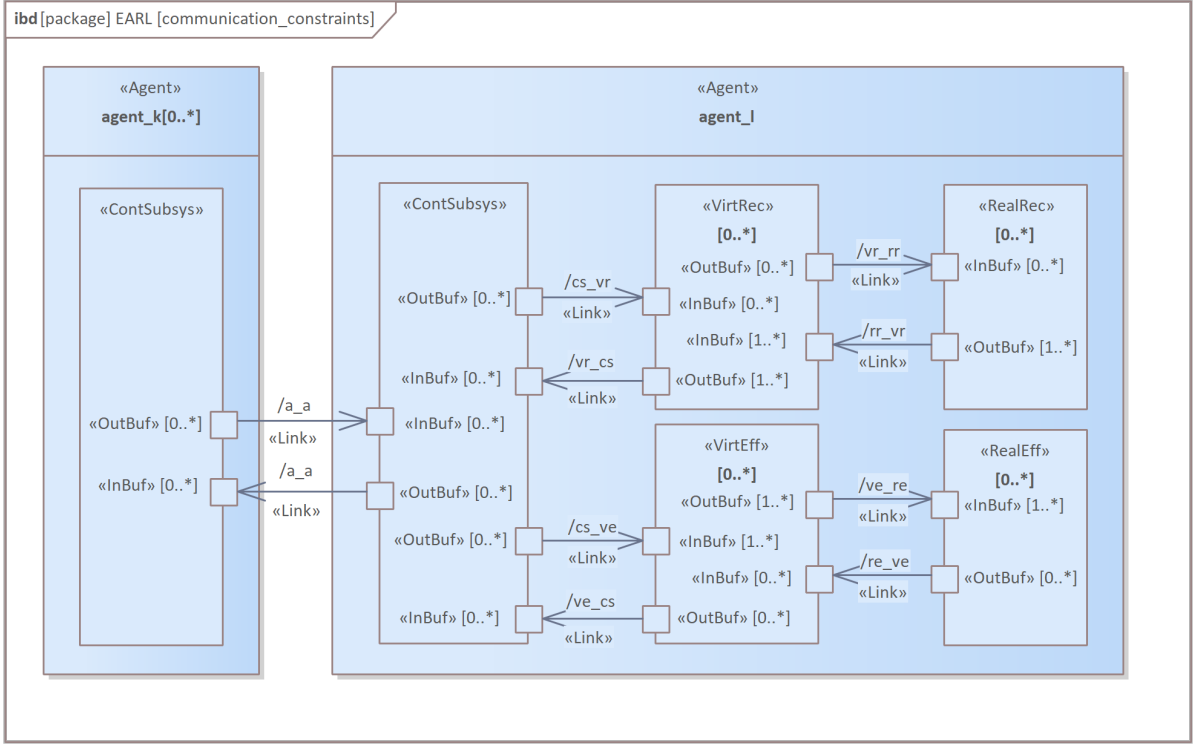 ibd [package] EARL [communication_constraints]
«Agent»
agent_k[0..*]
«ContSubsys»
«OutBuf» [0..*]
«InBuf» [0..*]
/a_a
«Link»
/a_a
«Link»
«Agent»
agent_l
«ContSubsys»
«OutBuf» [0..*]
«InBuf» [0..*]
«InBuf» [0..*]
«OutBuf» [0..*]
«OutBuf» [0..*]
«InBuf» [0..*]
/cs_vr
«Link»
/vr_cs
«Link»
/cs_ve
«Link»
/ve_cs
«Link»
«VirtRec»
[0..*]
«OutBuf» [0..*]
«InBuf» [0..*]
«InBuf» [1..*]
«OutBuf» [1..*]
«VirtEff»
[0..*]
«OutBuf» [1..*]
«InBuf» [1..*]
«InBuf» [0..*]
«OutBuf» [0..*]
/vr_rr
«Link»
/rr_vr
«Link»
/ve_re
«Link»
/re_ve
«Link»
«RealRec»
[0..*]
«InBuf» [0..*]
«OutBuf» [1..*]
«RealEff»
[0..*]
«InBuf» [1..*]
«OutBuf» [0..*]